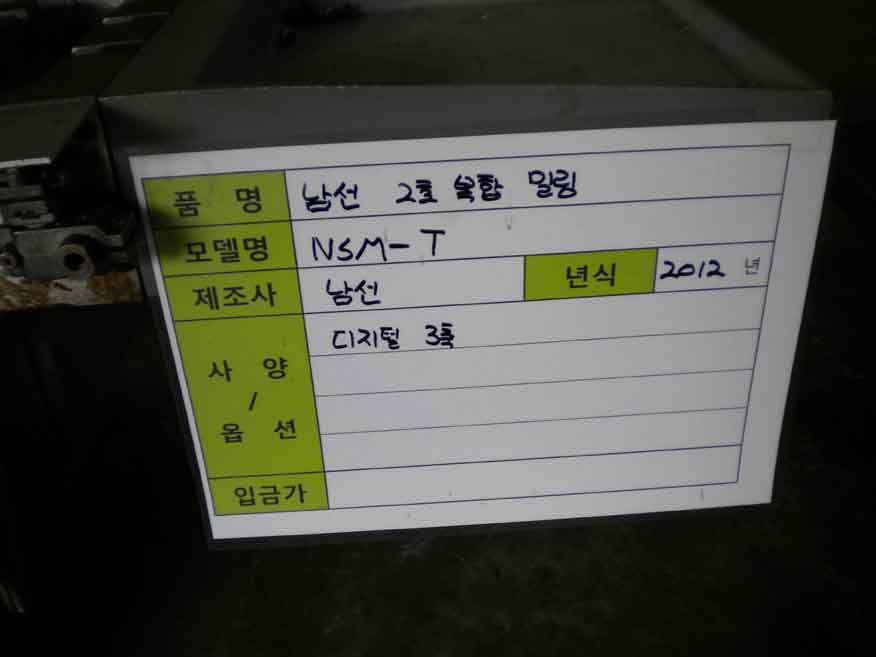 품 명 남선 2호 복합 밀링
모델명 NSM-T
제조사 남선 년식 2012 년
사 양 / 옵 션 디지털 3축
입금가